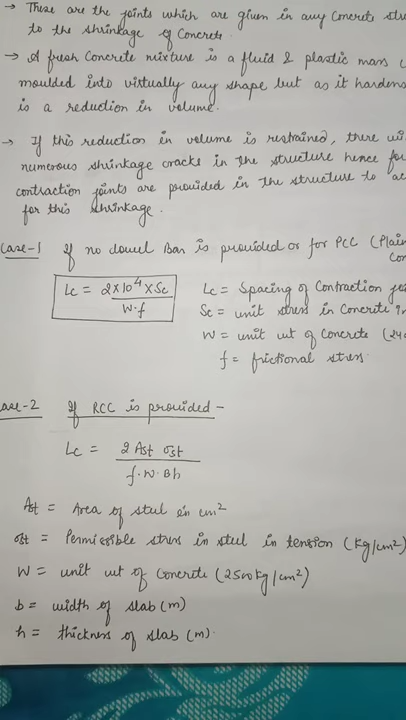 → These are the joints which are given in any Concrete
to the shrinkage of Concrete.
→ A fresh Concrete mixture is a fluid & plastic mass
moulded into virtually any shape but as it hardens
is a reduction in volume.
→ If this reduction in volume is restrained, there
numerous shrinkage cracks in the structure hence
contraction joints are provided in the structure to
for this shrinkage.
Case-1 If no dowel Bar is provided or for PCC (Plain
Lc = 2×10⁴×Sc / W.f
Lc = Spacing of Contraction
Sc = unit stress in Concrete
W = unit wt of Concrete
f = frictional stress.
Case-2 If RCC is provided -
Lc = 2 Ast σst / f.W.Bh
Ast = Area of steel in cm²
σst = Permissible stress in steel in tension (Kg/cm²)
W = unit wt of Concrete (2500kg/cm²)
b = width of slab (m)
h = thickness of slab (m).